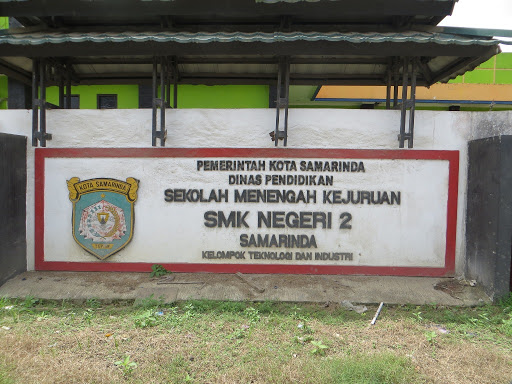 KOTA SAMARINDA
PEMERINTAH KOTA SAMARINDA
DINAS PENDIDIKAN
SEKOLAH MENENGAH KEJURUAN
SMK NEGERI 2
SAMARINDA
KELOMPOK TEKNOLOGI DAN INDUSTRI